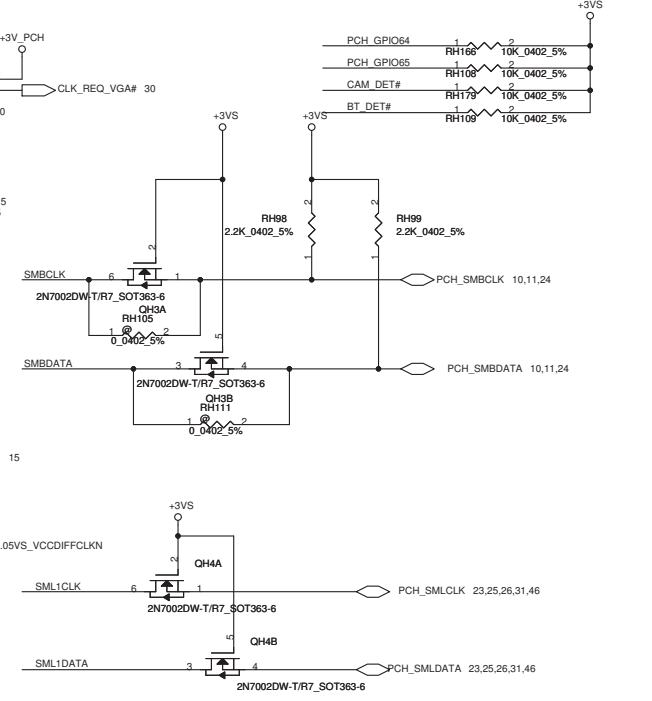 +3VS
+3V_PCH
PCH_GPIO64 1 2
RH166 10K_0402_5%
PCH_GPIO65 1 2
RH108 10K_0402_5%
CAM_DET# 1 2
RH179 10K_0402_5%
BT_DET# 1 2
RH109 10K_0402_5%
CLK_REQ_VGA# 30
0
+3VS
+3VS
5
2
2
RH98
2.2K_0402_5%
RH99
2.2K_0402_5%
2
1
1
SMBCLK 6 1
PCH_SMBCLK 10,11,24
2N7002DW-T/R7_SOT363-6
QH3A
RH105
@
1 2
0_0402_5%
5
SMBDATA 3 4
PCH_SMBDATA 10,11,24
2N7002DW-T/R7_SOT363-6
QH3B
RH111
@
1 2
0_0402_5%
15
+3VS
.05VS_VCCDIFFCLKN
2
QH4A
SML1CLK 6 1
PCH_SMLCLK 23,25,26,31,46
2N7002DW-T/R7_SOT363-6
5
QH4B
SML1DATA 3 4
PCH_SMLDATA 23,25,26,31,46
2N7002DW-T/R7_SOT363-6